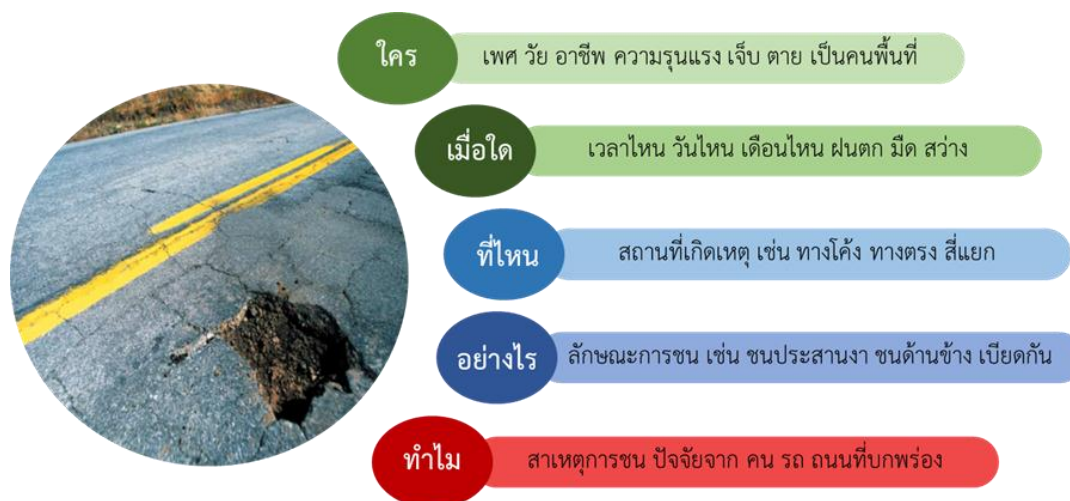 ใคร
เพศ วัย อาชีพ ความรุนแรง เจ็บ ตาย เป็นคนพื้นที่
เมื่อใด
เวลาไหน วันไหน เดือนไหน ฝนตก มืด สว่าง
ที่ไหน
สถานที่เกิดเหตุ เช่น ทางโค้ง ทางตรง สี่แยก
อย่างไร
ลักษณะการชน เช่น ชนประสานงา ชนด้านข้าง เบียดกัน
ทำไม
สาเหตุการชน ปัจจัยจาก คน รถ ถนนที่บกพร่อง